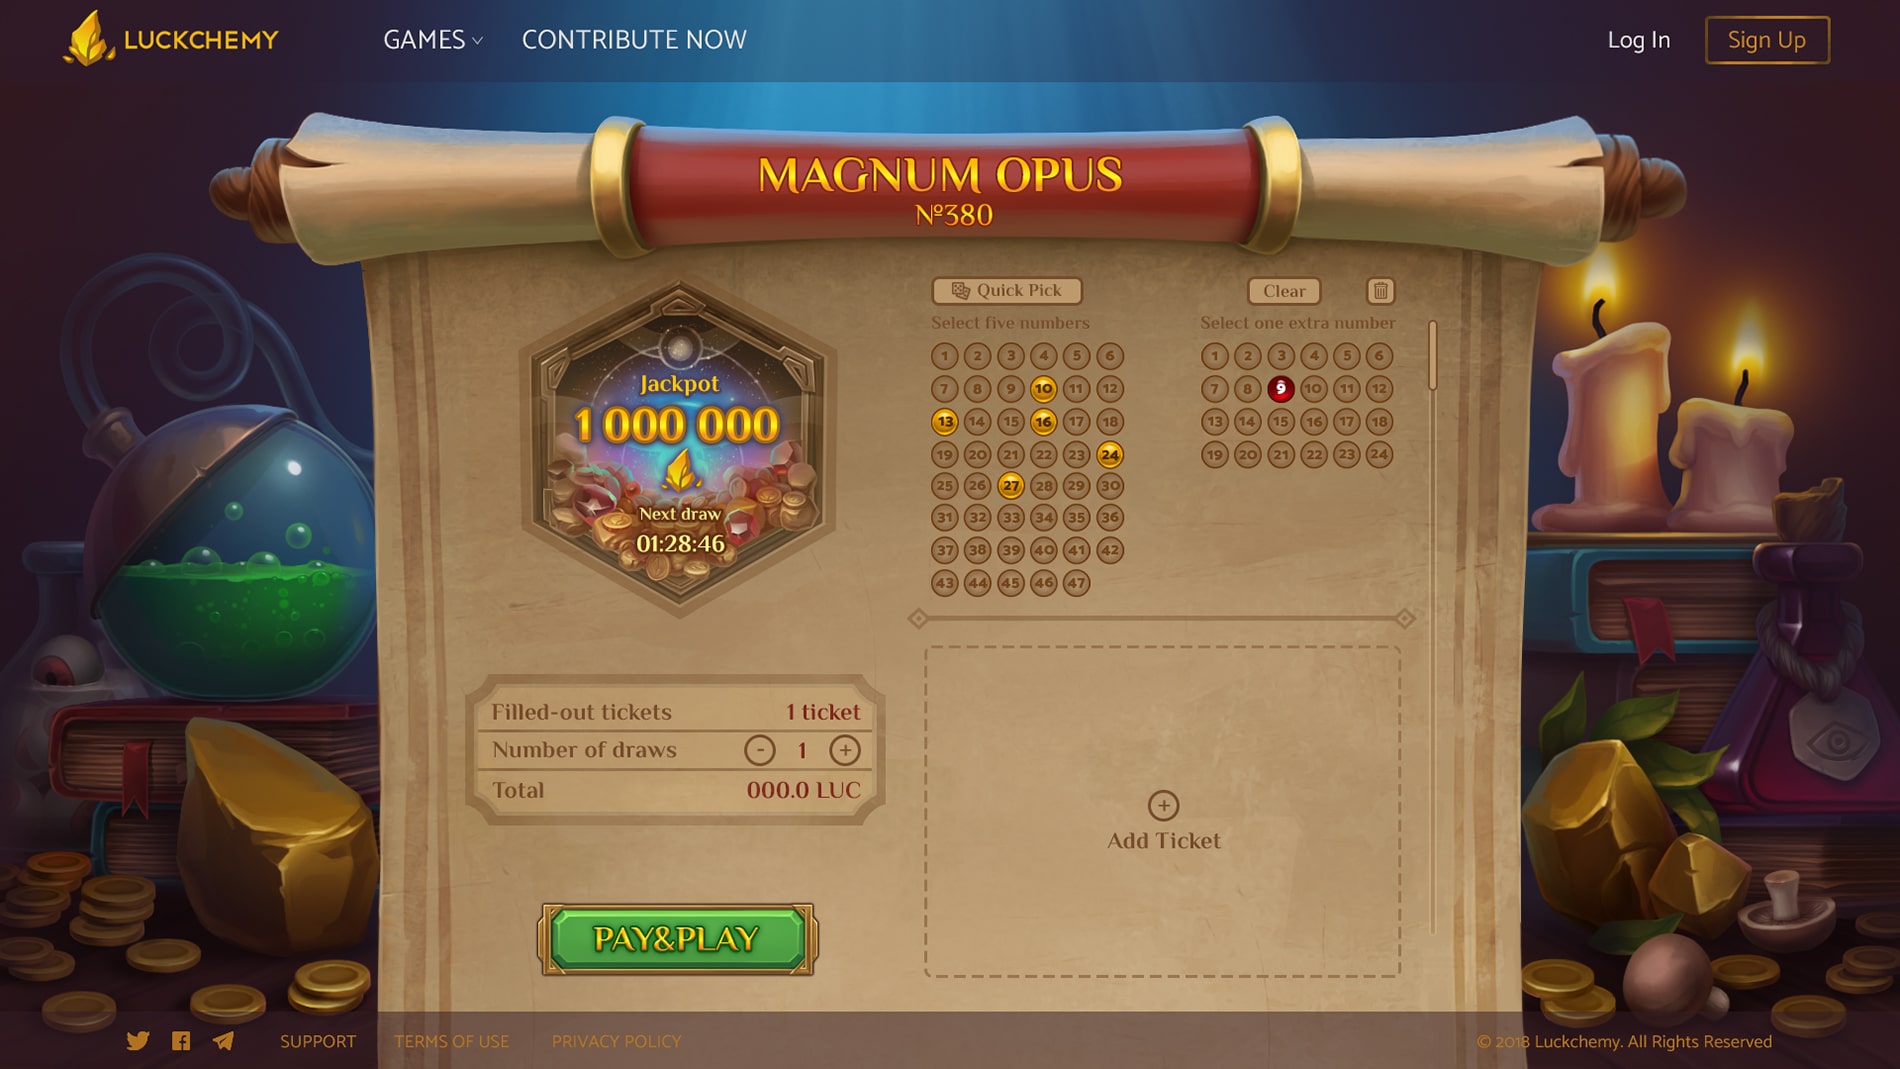 LUCKCHEMY
GAMES
CONTRIBUTE NOW
Log In
Sign Up
MAGNUM OPUS
№380
Jackpot
1 000 000
Next draw
01:28:46
Quick Pick
Select five numbers
1 2 3 4 5 6
7 8 9 10 11 12
13 14 15 16 17 18
19 20 21 22 23 24
25 26 27 28 29 30
31 32 33 34 35 36
37 38 39 40 41 42
43 44 45 46 47
Clear
Select one extra number
1 2 3 4 5 6
7 8 9 10 11 12
13 14 15 16 17 18
19 20 21 22 23 24
Filled-out tickets 1 ticket
Number of draws - 1 +
Total 000.0 LUC
+
Add Ticket
PAY&PLAY
SUPPORT
TERMS OF USE
PRIVACY POLICY
© 2018 Luckchemy. All Rights Reserved